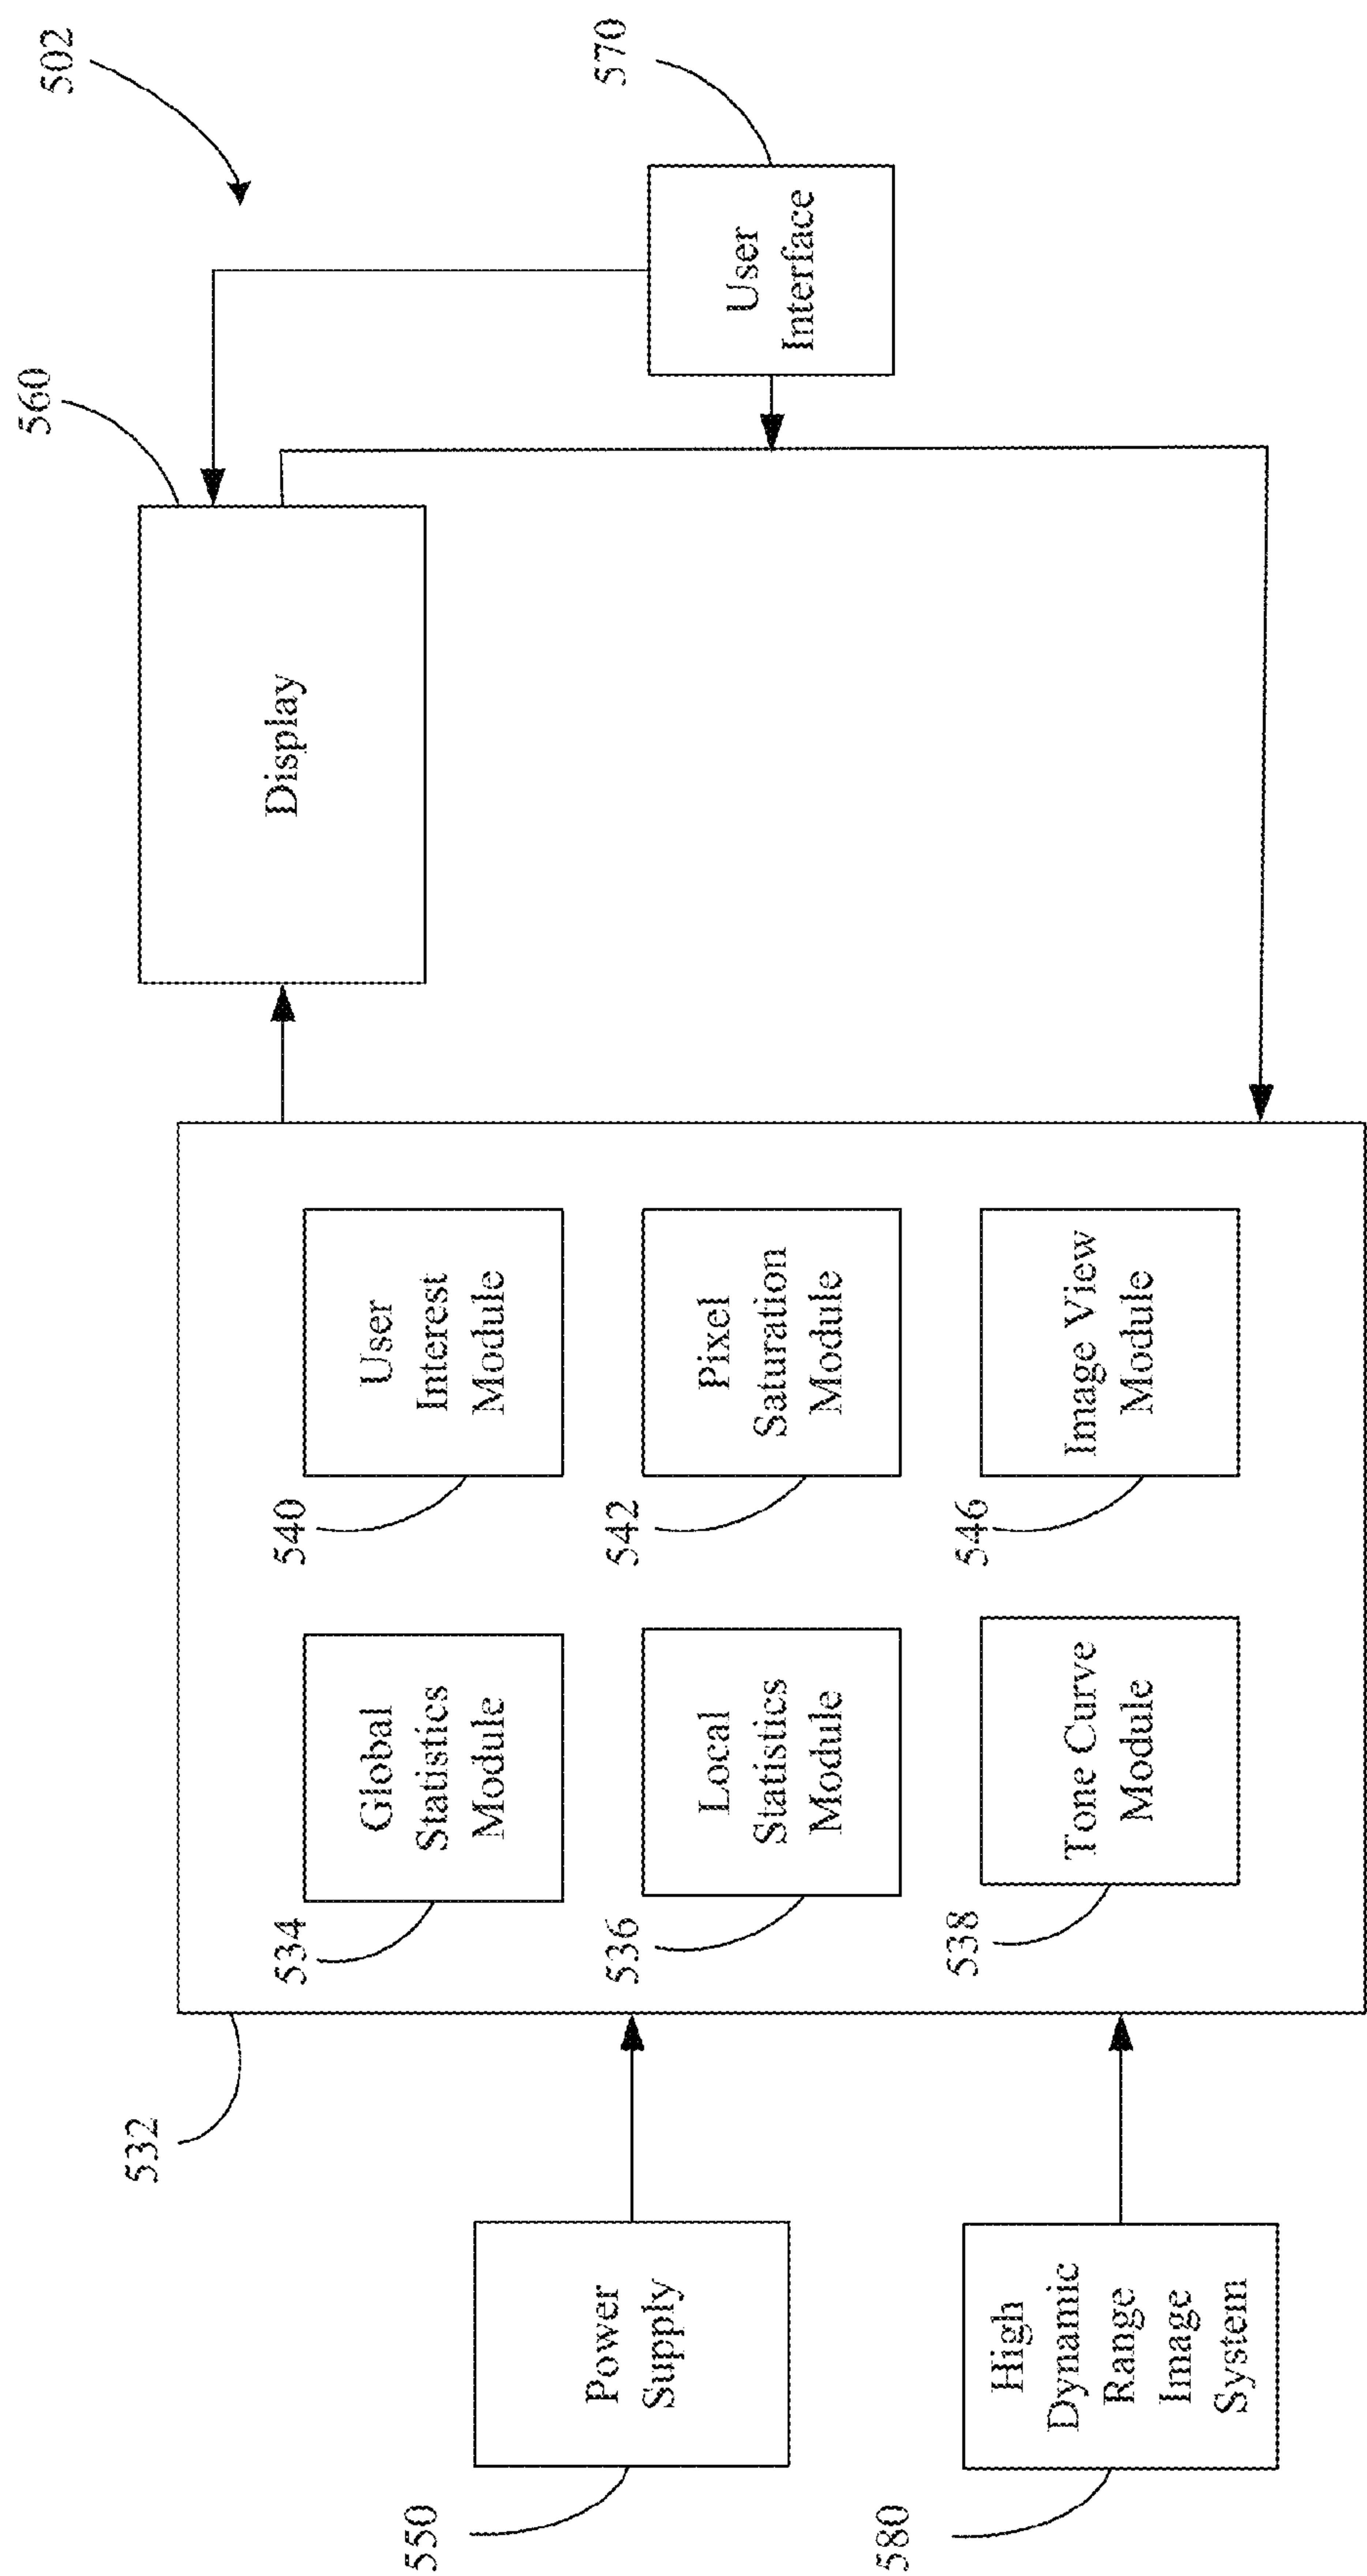 502
560
Display
570
User
Interface
532
534
Global
Statistics
Module
540
User
Interest
Module
536
Local
Statistics
Module
542
Pixel
Saturation
Module
538
Tone Curve
Module
546
Image View
Module
550
Power
Supply
580
High
Dynamic
Range
Image
System